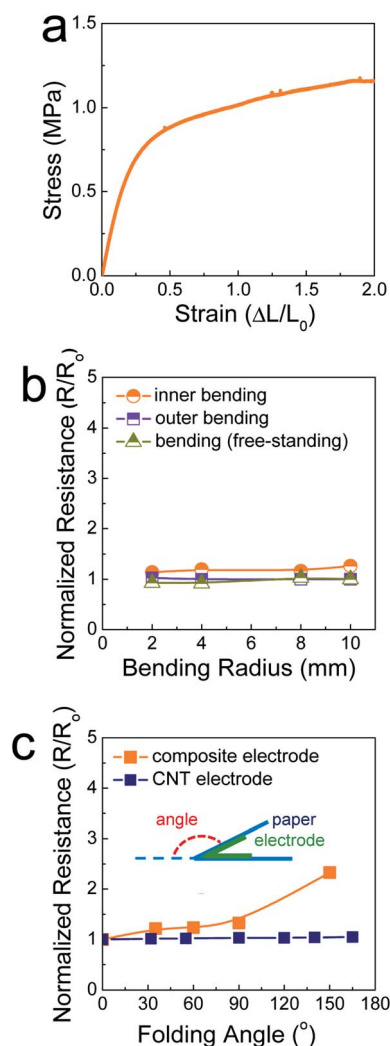 a
1.5
1.0
0.5
0.0
Stress (MPa)
0.0 0.5 1.0 1.5 2.0
Strain (ΔL/L₀)
b
5
4
3
2
1
0
Normalized Resistance (R/Rₒ)
inner bending
outer bending
bending (free-standing)
0 2 4 6 8 10
Bending Radius (mm)
c
5
4
3
2
1
0
Normalized Resistance (R/Rₒ)
composite electrode
CNT electrode
angle
paper
electrode
0 30 60 90 120 150 180
Folding Angle (°)